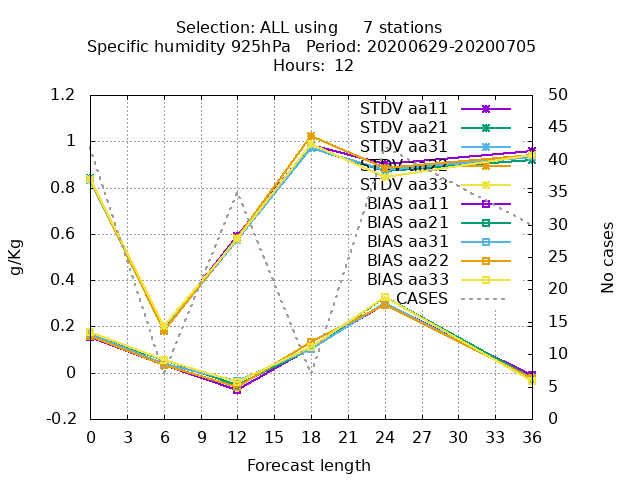 Selection: ALL using     7 stations
Specific humidity 925hPa   Period: 20200629-20200705
Hours: 12
1.2
1
0.8
0.6
0.4
0.2
0
-0.2
g/Kg
STDV aa11
STDV aa21
STDV aa31
STDV aa22
STDV aa33
BIAS aa11
BIAS aa21
BIAS aa31
BIAS aa22
BIAS aa33
CASES
50
45
40
35
30
25
20
15
10
5
0
No cases
0 3 6 9 12 15 18 21 24 27 30 33 36
Forecast length